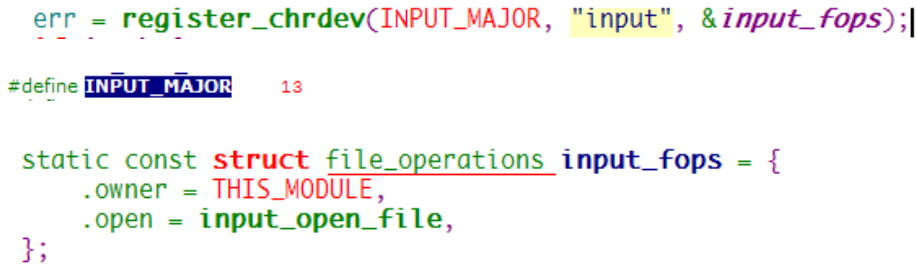 err = register_chrdev(INPUT_MAJOR, "input", &input_fops);
#define INPUT_MAJOR 13
static const struct file_operations input_fops = {
.owner = THIS_MODULE,
.open = input_open_file,
};